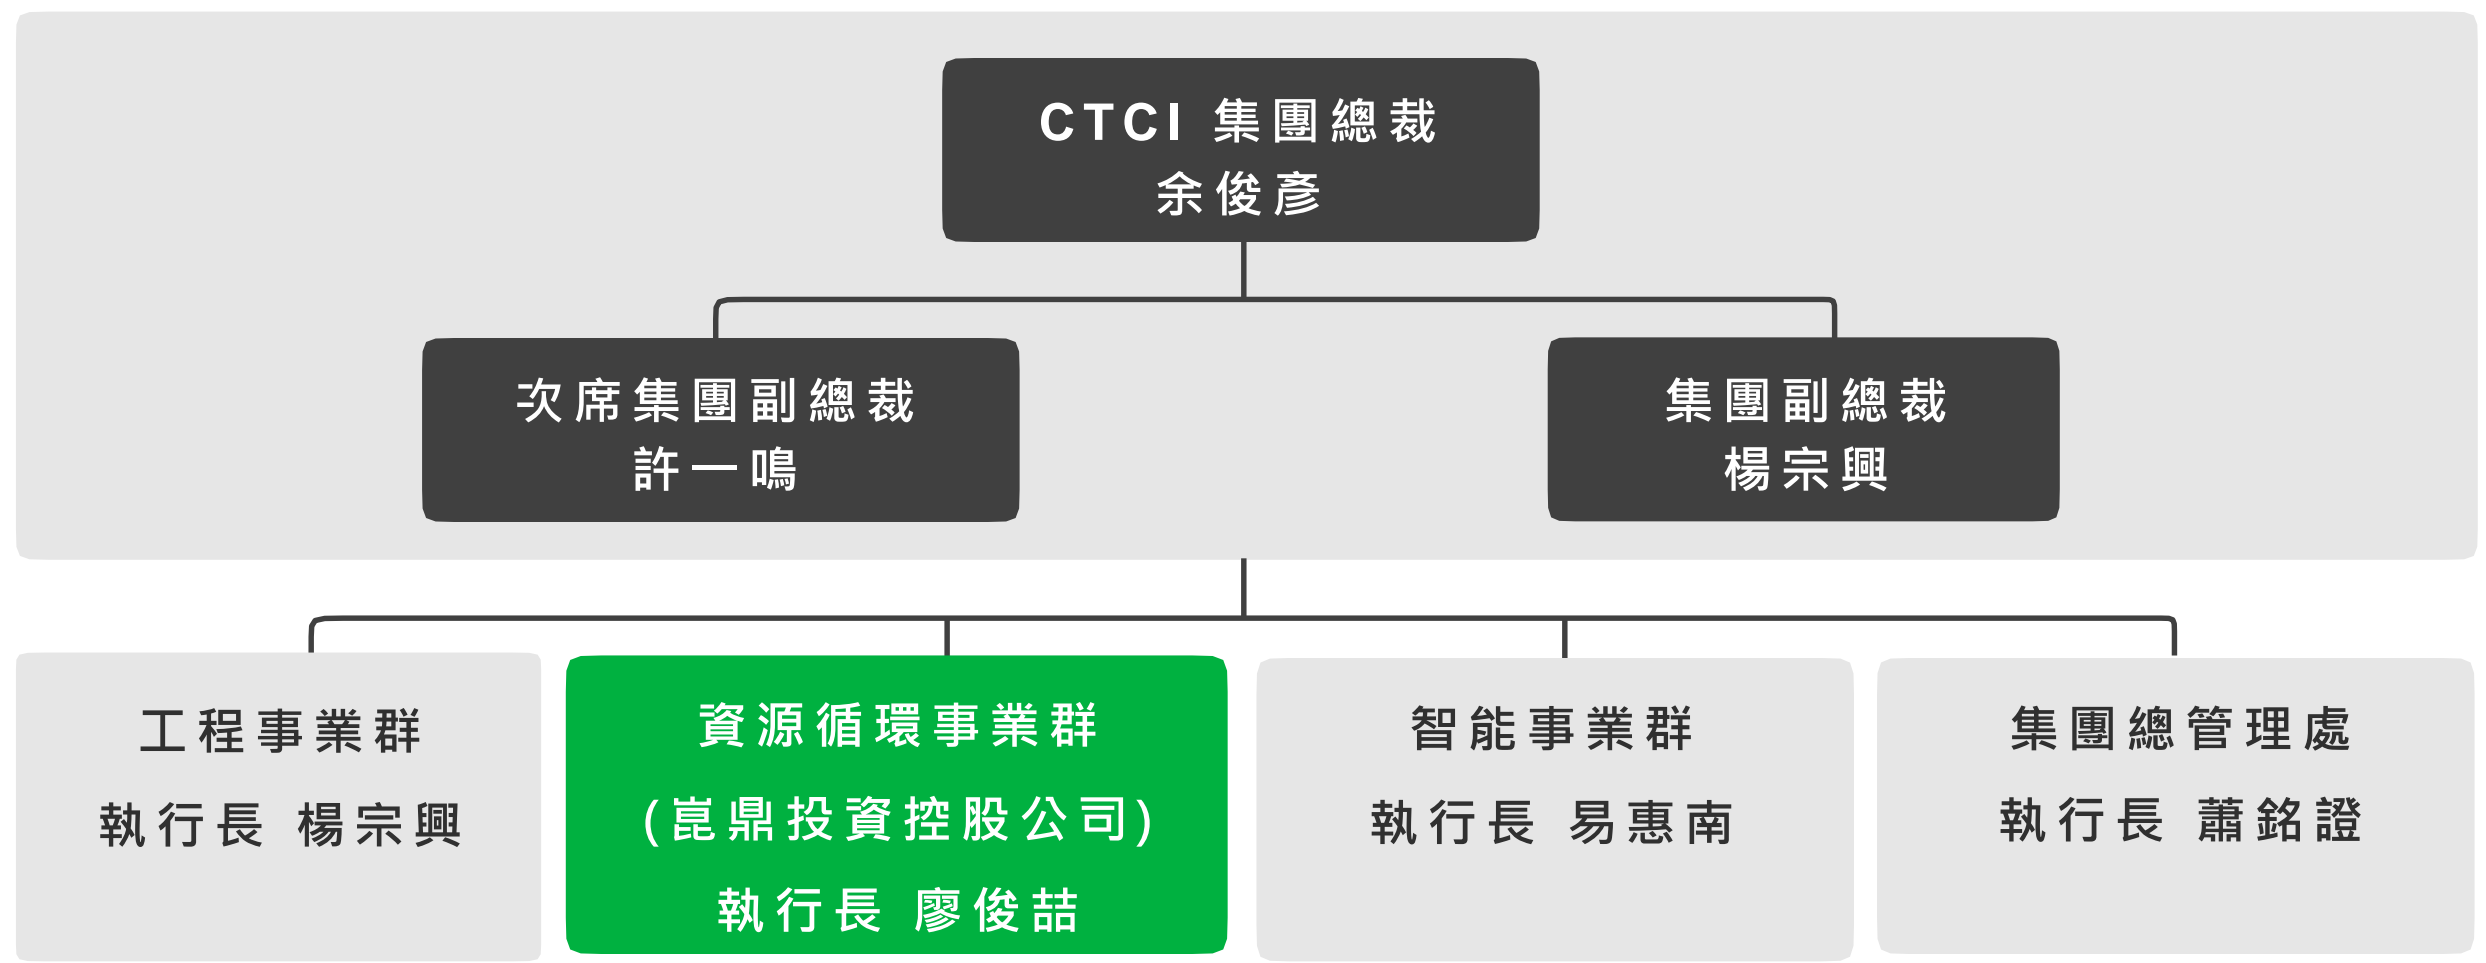 CTCI 集團總裁
余俊彥
次席集團副總裁
許一鳴
集團副總裁
楊宗興
工程事業群
執行長 楊宗興
資源循環事業群
(崑鼎投資控股公司)
執行長 廖俊喆
智能事業群
執行長 易惠南
集團總管理處
執行長 蕭銘證